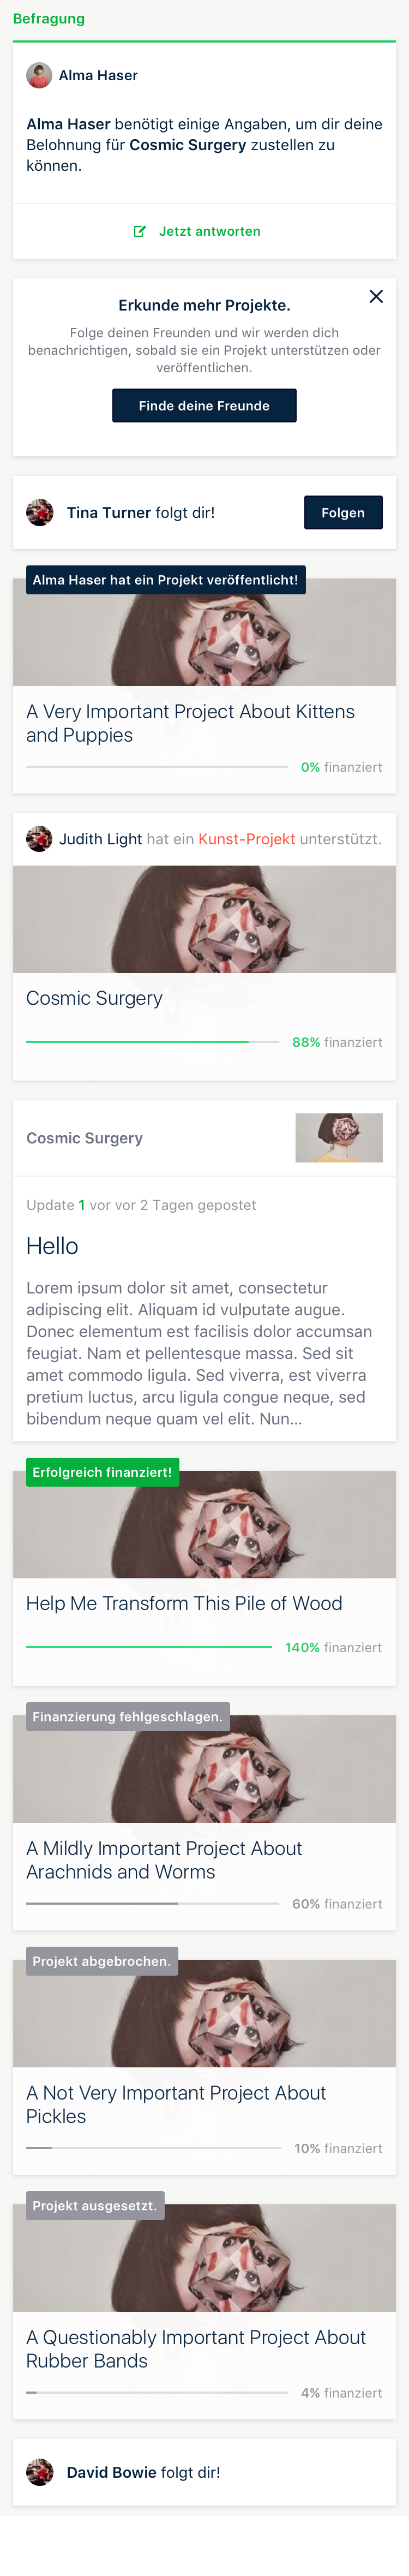 Befragung
Alma Haser
Alma Haser benötigt einige Angaben, um dir deine
Belohnung für Cosmic Surgery zustellen zu
können.
Jetzt antworten
Erkunde mehr Projekte.
Folge deinen Freunden und wir werden dich
benachrichtigen, sobald sie ein Projekt unterstützen oder
veröffentlichen.
Finde deine Freunde
Tina Turner folgt dir!
Folgen
Alma Haser hat ein Projekt veröffentlicht!
A Very Important Project About Kittens
and Puppies
0% finanziert
Judith Light hat ein Kunst-Projekt unterstützt.
Cosmic Surgery
88% finanziert
Cosmic Surgery
Update 1 vor vor 2 Tagen gepostet
Hello
Lorem ipsum dolor sit amet, consectetur
adipiscing elit. Aliquam id vulputate augue.
Donec elementum est facilisis dolor accumsan
feugiat. Nam et pellentesque massa. Sed sit
amet commodo ligula. Sed viverra, est viverra
pretium luctus, arcu ligula congue neque, sed
bibendum neque quam vel elit. Nun...
Erfolgreich finanziert!
Help Me Transform This Pile of Wood
140% finanziert
Finanzierung fehlgeschlagen.
A Mildly Important Project About
Arachnids and Worms
60% finanziert
Projekt abgebrochen.
A Not Very Important Project About
Pickles
10% finanziert
Projekt ausgesetzt.
A Questionably Important Project About
Rubber Bands
4% finanziert
David Bowie folgt dir!